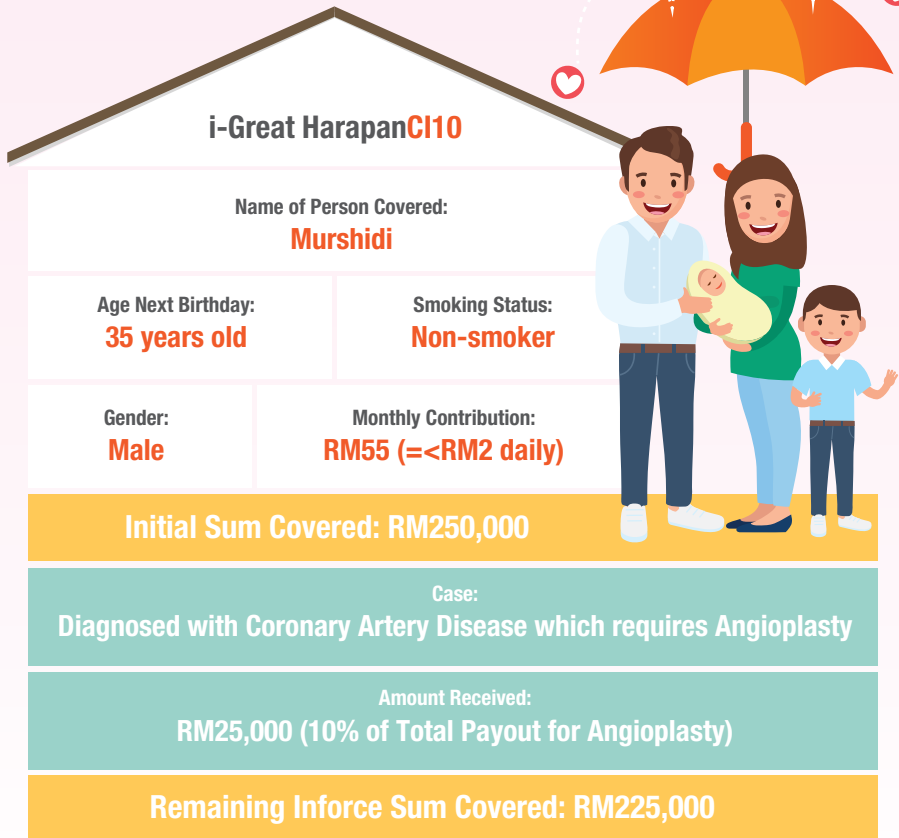 i-Great HarapanCI10
Name of Person Covered:
Murshidi
Age Next Birthday:
35 years old
Smoking Status:
Non-smoker
Gender:
Male
Monthly Contribution:
RM55 (=<RM2 daily)
Initial Sum Covered: RM250,000
Case:
Diagnosed with Coronary Artery Disease which requires Angioplasty
Amount Received:
RM25,000 (10% of Total Payout for Angioplasty)
Remaining Inforce Sum Covered: RM225,000